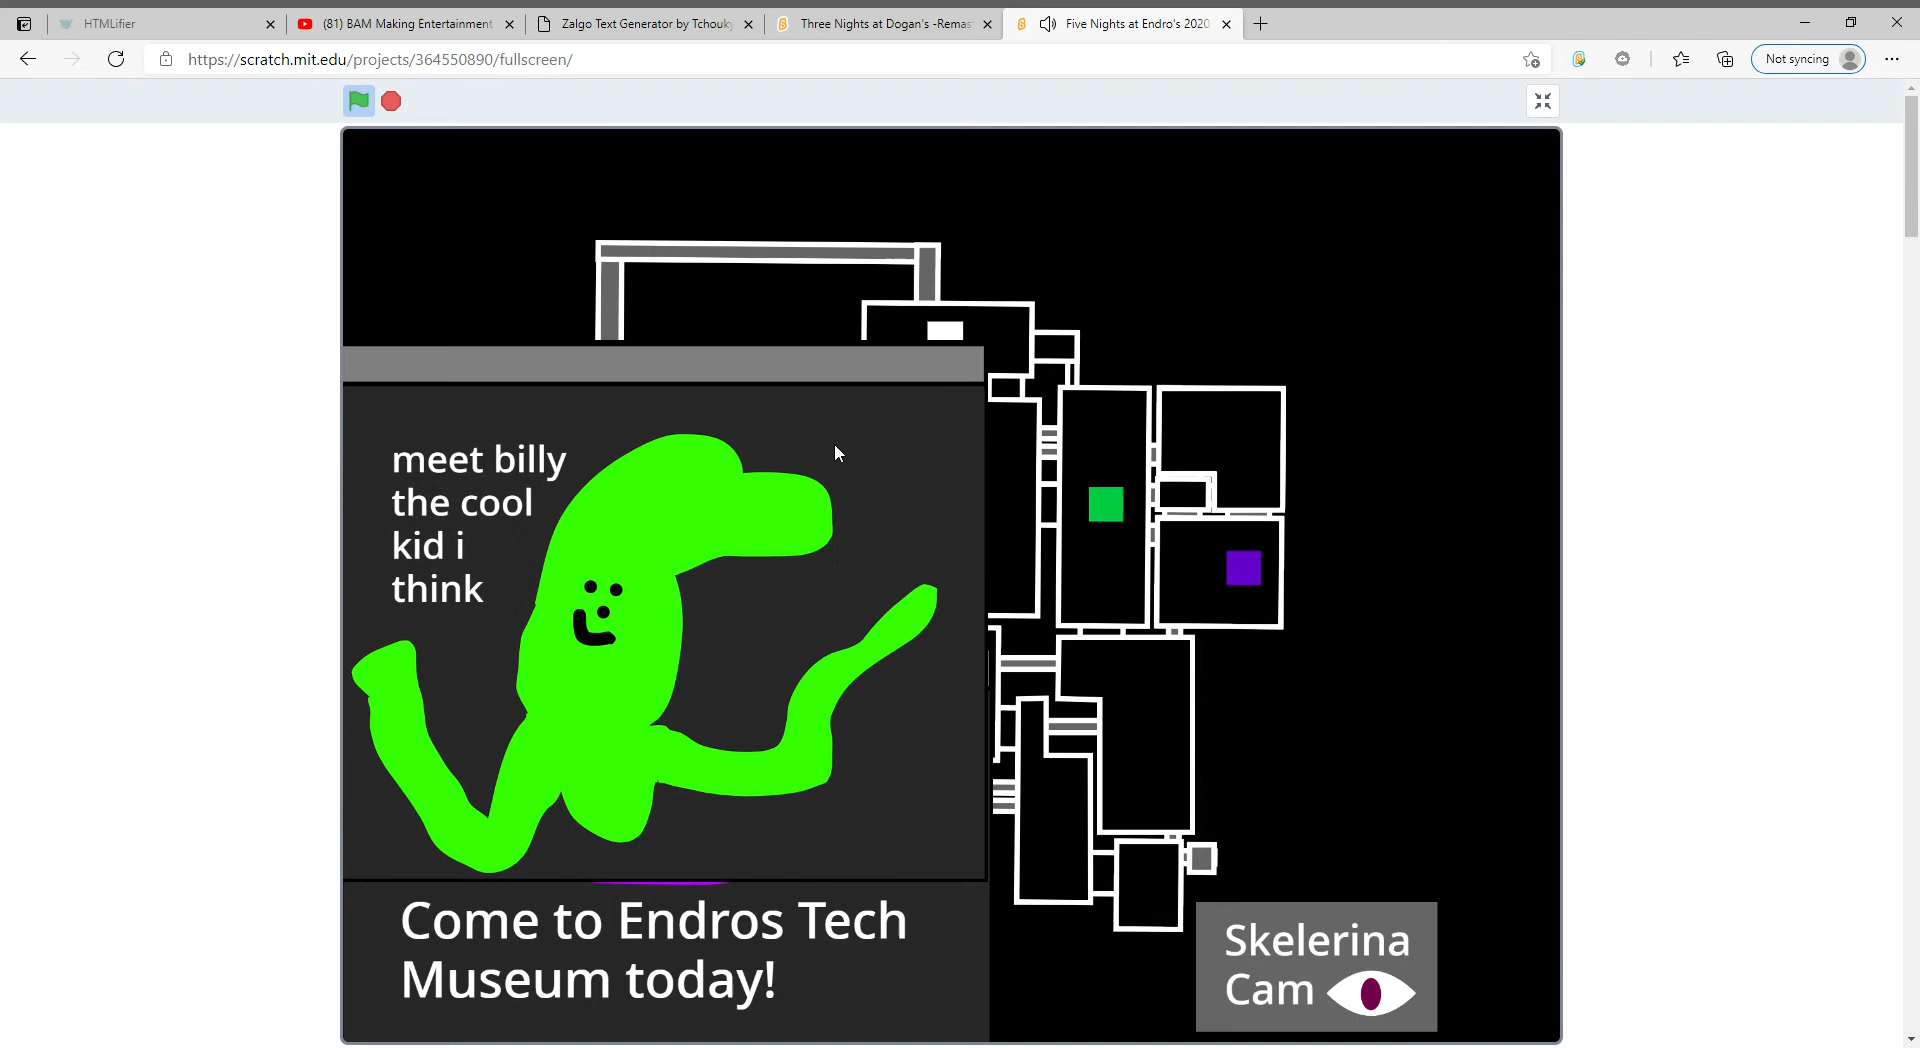 HTMLifier
(81) BAM Making Entertainment
Zalgo Text Generator by Tchouky
Three Nights at Dogan's -Remas
Five Nights at Endro's 2020
https://scratch.mit.edu/projects/364550890/fullscreen/
Not syncing
meet billy
the cool
kid i
think
Come to Endros Tech
Museum today!
Skelerina
Cam